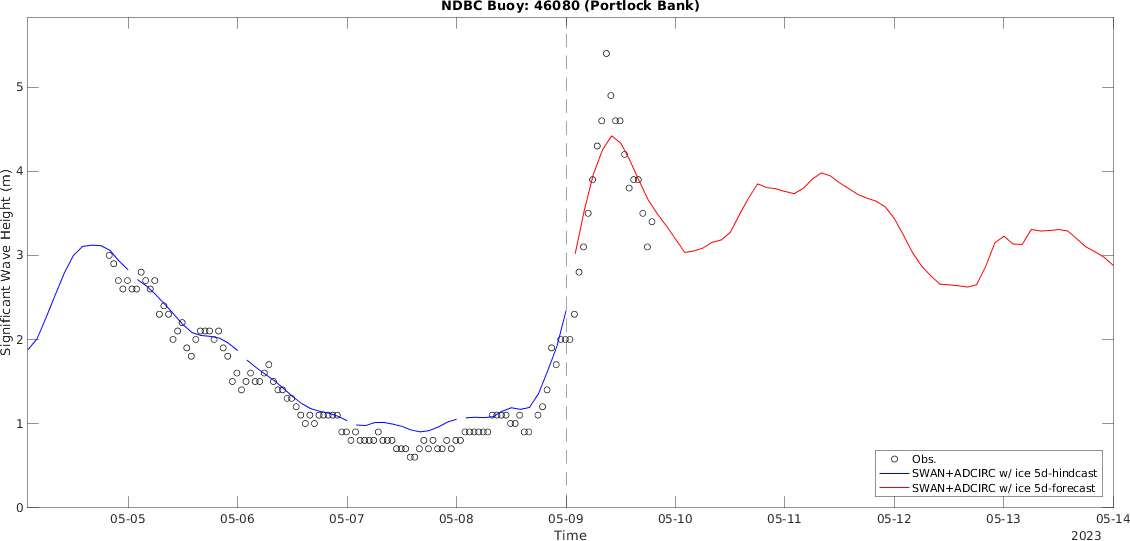 NDBC Buoy: 46080 (Portlock Bank)
Significant Wave Height (m)
5
4
3
2
1
0
Obs.
SWAN+ADCIRC w/ ice 5d-hindcast
SWAN+ADCIRC w/ ice 5d-forecast
05-05 05-06 05-07 05-08 05-09 05-10 05-11 05-12 05-13 05-14
Time
2023